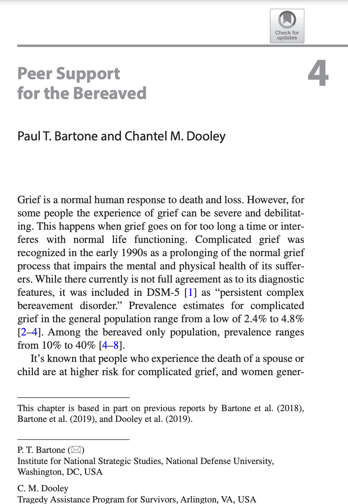 Check for
updates
Peer Support
for the Bereaved
4
Paul T. Bartone and Chantel M. Dooley
Grief is a normal human response to death and loss. However, for
some people the experience of grief can be severe and debilitat-
ing. This happens when grief goes on for too long a time or inter-
feres with normal life functioning. Complicated grief was
recognized in the early 1990s as a prolonging of the normal grief
process that impairs the mental and physical health of its suffer-
ers. While there currently is not full agreement as to its diagnostic
features, it was included in DSM-5 [1] as “persistent complex
bereavement disorder.” Prevalence estimates for complicated
grief in the general population range from a low of 2.4% to 4.8%
[2–4]. Among the bereaved only population, prevalence ranges
from 10% to 40% [4–8].
It’s known that people who experience the death of a spouse or
child are at higher risk for complicated grief, and women gener-
This chapter is based in part on previous reports by Bartone et al. (2018),
Bartone et al. (2019), and Dooley et al. (2019).
P. T. Bartone (✉)
Institute for National Strategic Studies, National Defense University,
Washington, DC, USA
C. M. Dooley
Tragedy Assistance Program for Survivors, Arlington, VA, USA